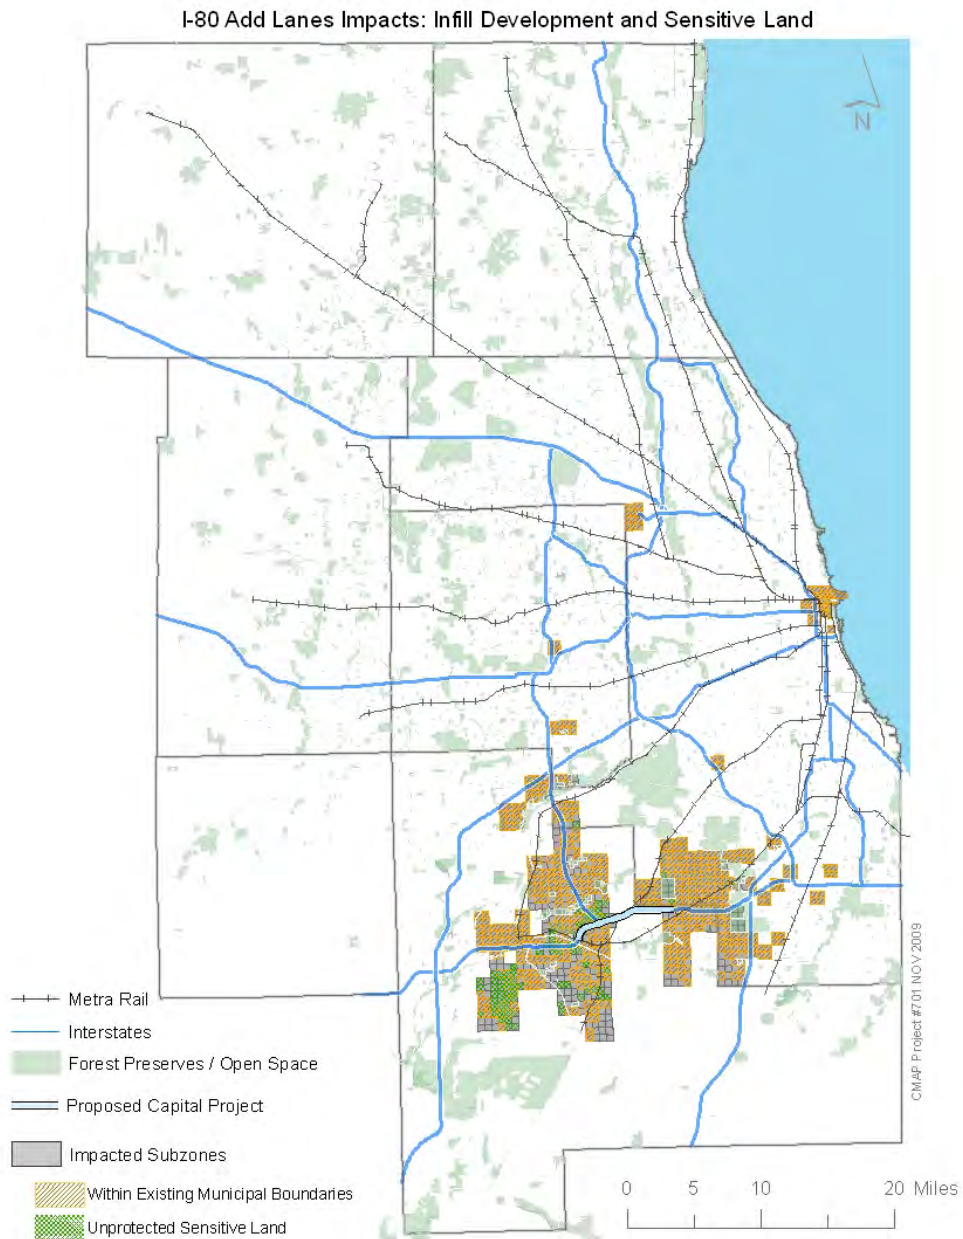 I-80 Add Lanes Impacts: Infill Development and Sensitive Land
N
CMAP Project #701 NOV 2009
Metra Rail
Interstates
Forest Preserves / Open Space
Proposed Capital Project
Impacted Subzones
Within Existing Municipal Boundaries
Unprotected Sensitive Land
0 5 10 20 Miles